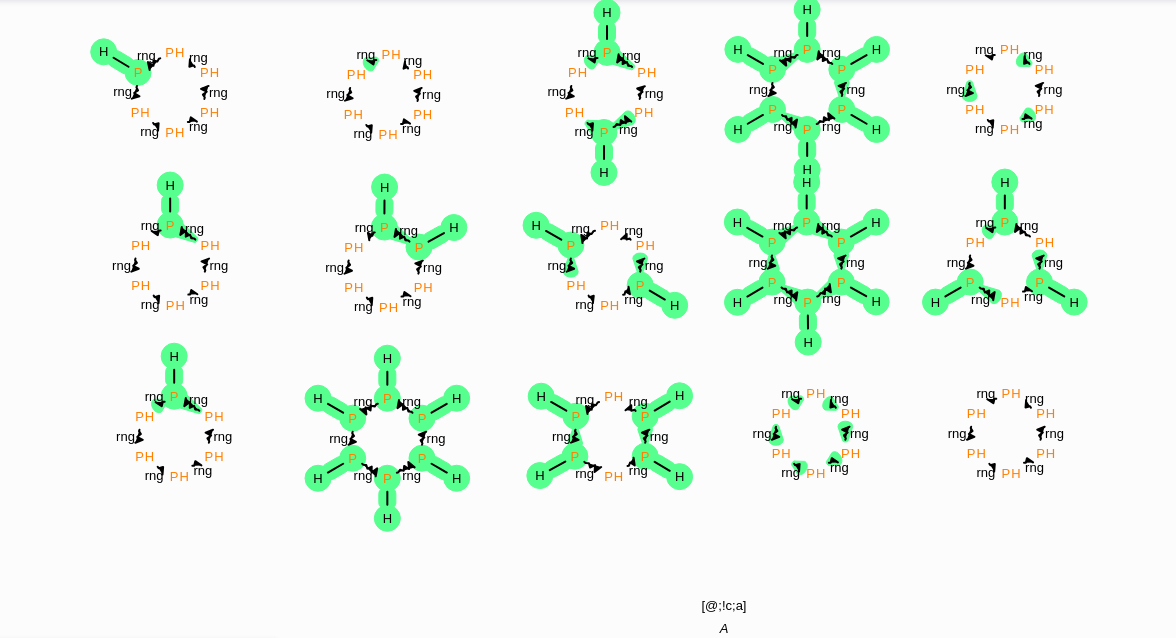 H rng PH rng
P PH
rng rng
PH PH
rng PH rng
rng PH rng
PH PH
rng rng
PH PH
rng PH rng
H
rng P rng
PH PH
rng rng
PH PH
rng P rng
H
H
H rng P rng H
P P
rng rng
P P
H rng P rng H
H
rng PH rng
PH PH
rng rng
PH PH
rng PH rng
H
rng P rng
PH PH
rng rng
PH PH
rng PH rng
H
rng P rng H
PH P
rng rng
PH PH
rng PH rng
H rng PH rng
P PH
rng rng
PH P
rng PH rng H
H
H rng P rng H
P P
rng rng
P P
H rng P rng H
H
H
rng P rng
PH PH
rng rng
P P
H rng PH rng H
H
rng P rng
PH PH
rng rng
PH PH
rng PH rng
H
H rng P rng H
P P
rng rng
P P
H rng P rng H
H
H rng PH rng H
P P
rng rng
P P
H rng PH rng H
rng PH rng
PH PH
rng rng
PH PH
rng PH rng
rng PH rng
PH PH
rng rng
PH PH
rng PH rng
[@;!c;a]
A